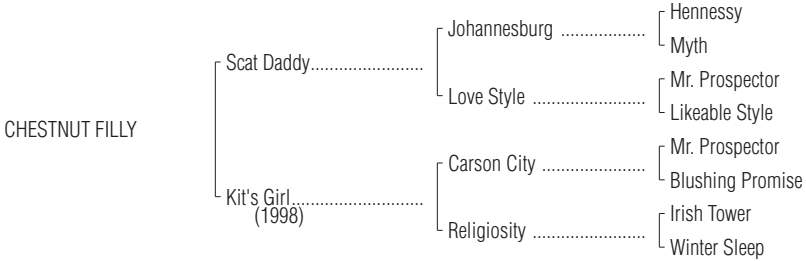 Hennessy
Johannesburg ...................
Myth
Scat Daddy........................
Mr. Prospector
Love Style ........................
Likeable Style
CHESTNUT FILLY
Mr. Prospector
Carson City ......................
Blushing Promise
Kit's Girl............................
(1998)
Irish Tower
Religiosity ........................
Winter Sleep